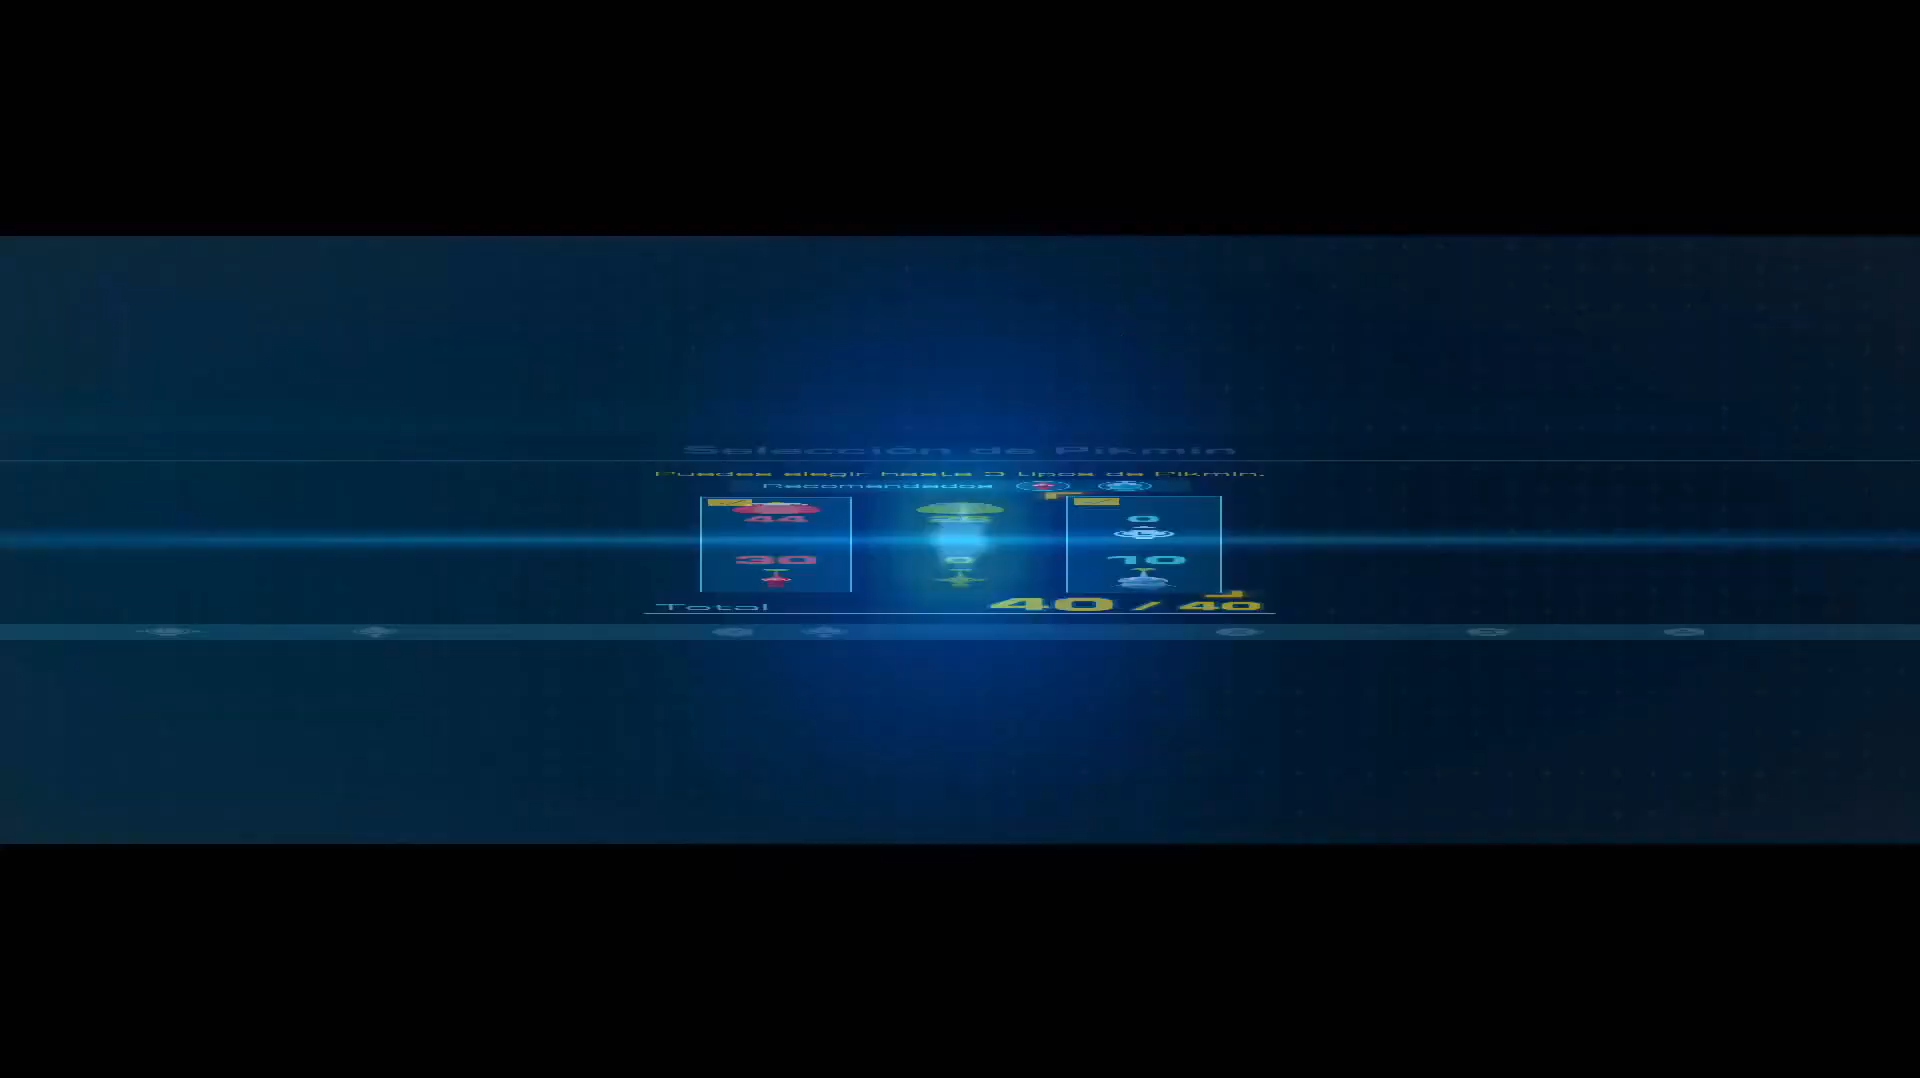 Selección de Pikmin
Puedes elegir hasta 3 tipos de Pikmin.
Recomendados
44 0
30 0 10
Total 40 / 40